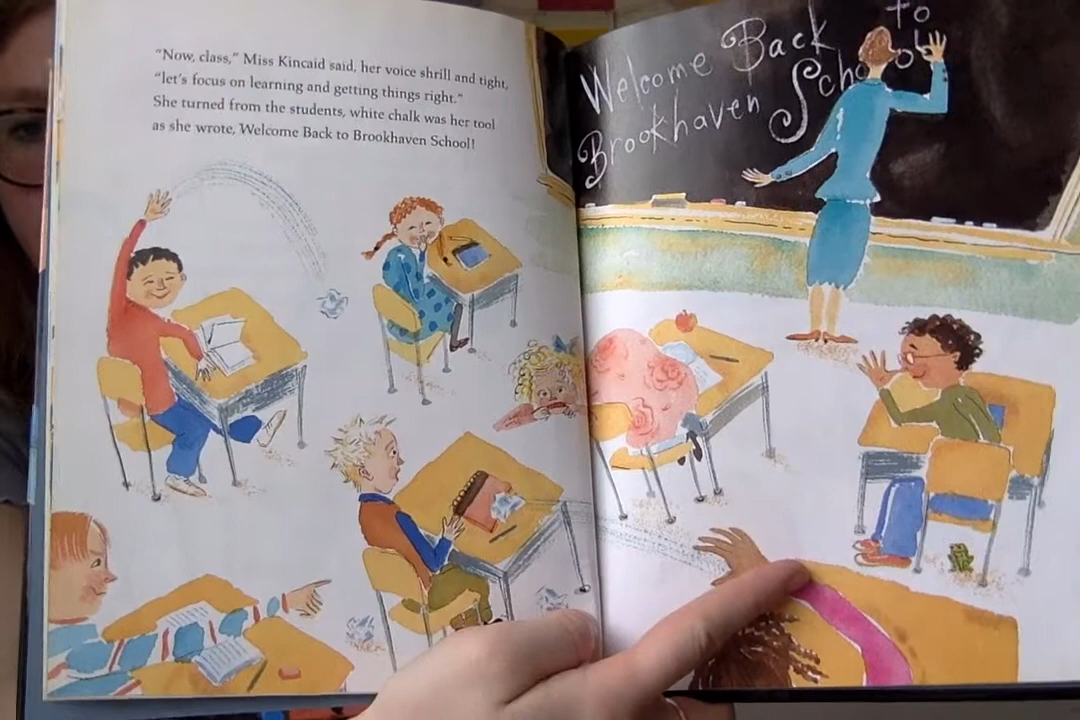 "Now, class," Miss Kincaid said, her voice shrill and tight,
"let's focus on learning and getting things right."
She turned from the students, white chalk was her tool
as she wrote, Welcome Back to Brookhaven School!
Welcome Back to
Brookhaven School